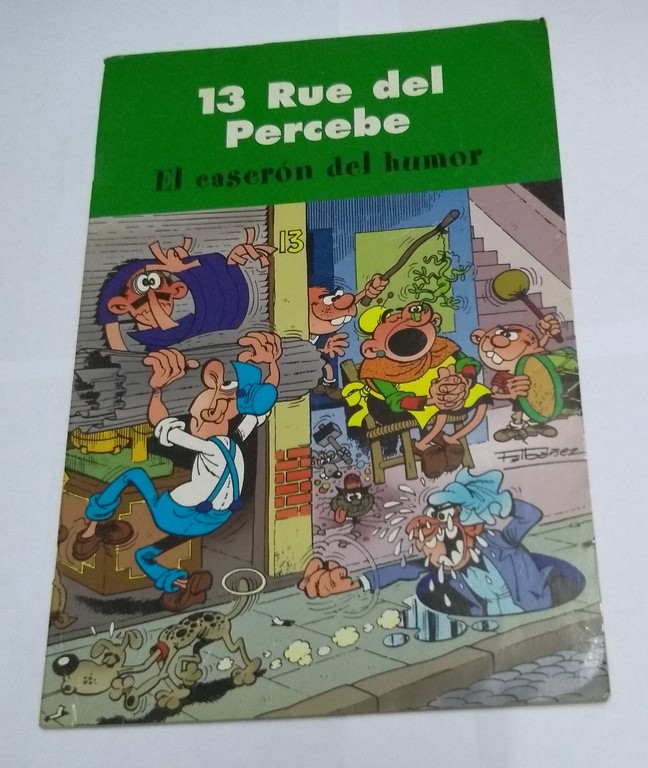 13 Rue del
Percebe
El caserón del humor
13
F. Ibáñez